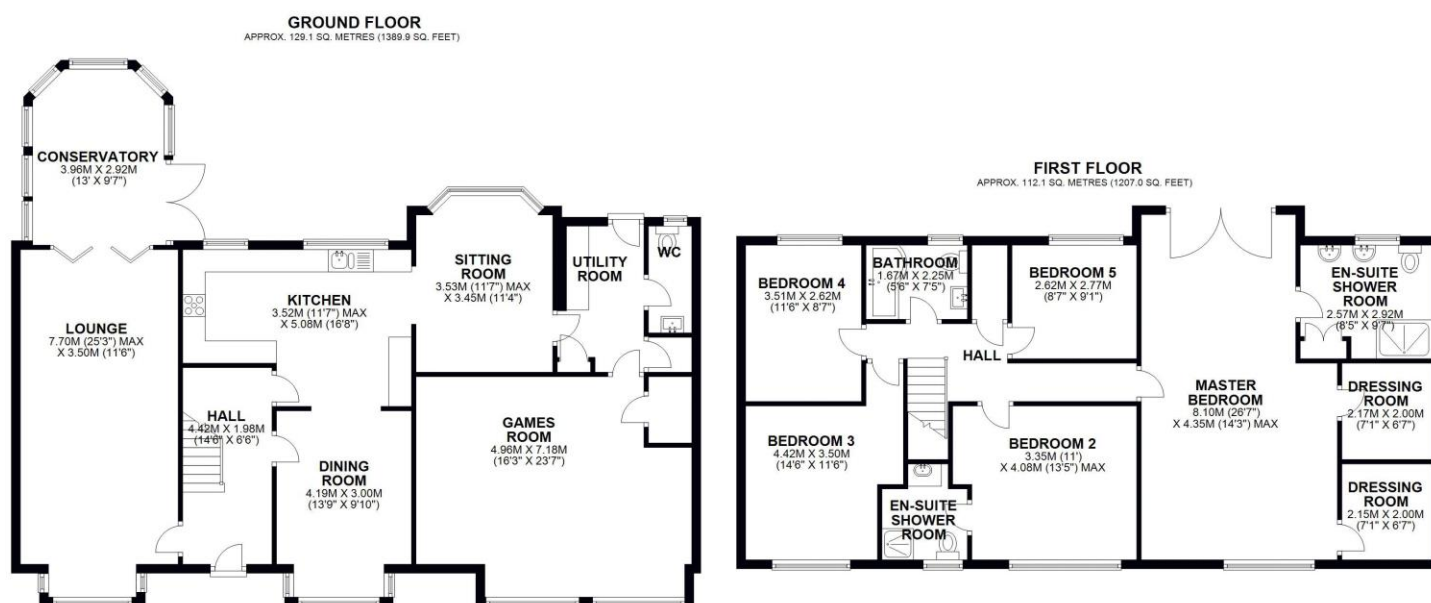 GROUND FLOOR
APPROX. 129.1 SQ. METRES (1389.9 SQ. FEET)
CONSERVATORY
3.96M X 2.92M
(13' X 9'7")
LOUNGE
7.70M (25'3") MAX
X 3.50M (11'6")
KITCHEN
3.52M (11'7") MAX
X 5.08M (16'8")
SITTING
ROOM
3.53M (11'7") MAX
X 3.45M (11'4")
UTILITY
ROOM
WC
HALL
4.42M X 1.98M
(14'6" X 6'6")
DINING
ROOM
4.19M X 3.00M
(13'9" X 9'10")
GAMES
ROOM
4.96M X 7.18M
(16'3" X 23'7")
FIRST FLOOR
APPROX. 112.1 SQ. METRES (1207.0 SQ. FEET)
BEDROOM 4
3.51M X 2.62M
(11'6" X 8'7")
BATHROOM
1.67M X 2.25M
(5'6" X 7'5")
BEDROOM 5
2.62M X 2.77M
(8'7" X 9'1")
EN-SUITE
SHOWER
ROOM
2.57M X 2.92M
(8'5" X 9'7")
HALL
MASTER
BEDROOM
8.10M (26'7")
X 4.35M (14'3") MAX
DRESSING
ROOM
2.17M X 2.00M
(7'1" X 6'7")
BEDROOM 3
4.42M X 3.50M
(14'6" X 11'6")
BEDROOM 2
3.35M (11')
X 4.08M (13'5") MAX
EN-SUITE
SHOWER
ROOM
DRESSING
ROOM
2.15M X 2.00M
(7'1" X 6'7")